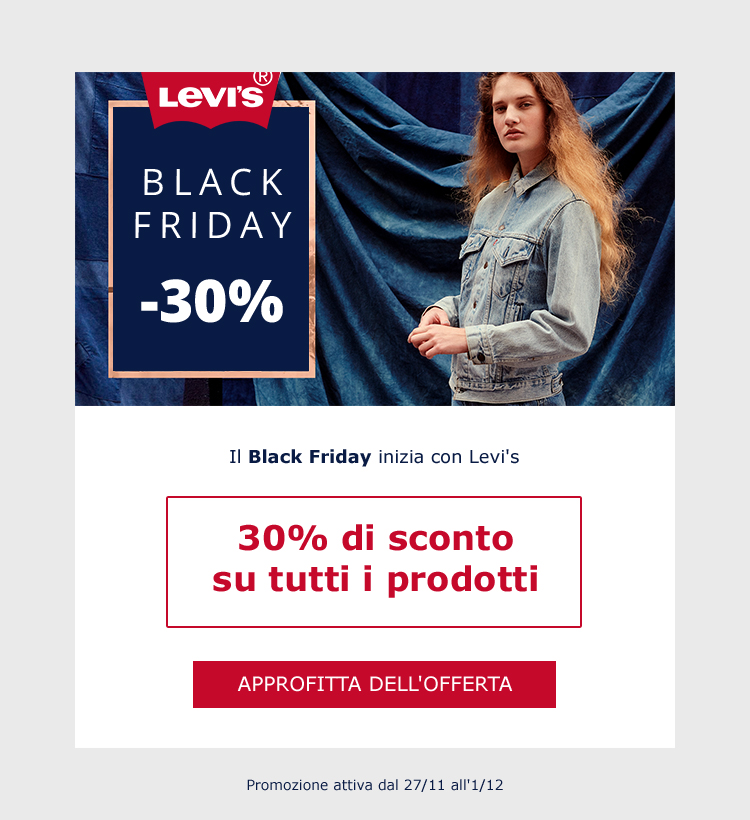 LEVI'S®
BLACK
FRIDAY
-30%
Il Black Friday inizia con Levi's
30% di sconto
su tutti i prodotti
APPROFITTA DELL'OFFERTA
Promozione attiva dal 27/11 all'1/12